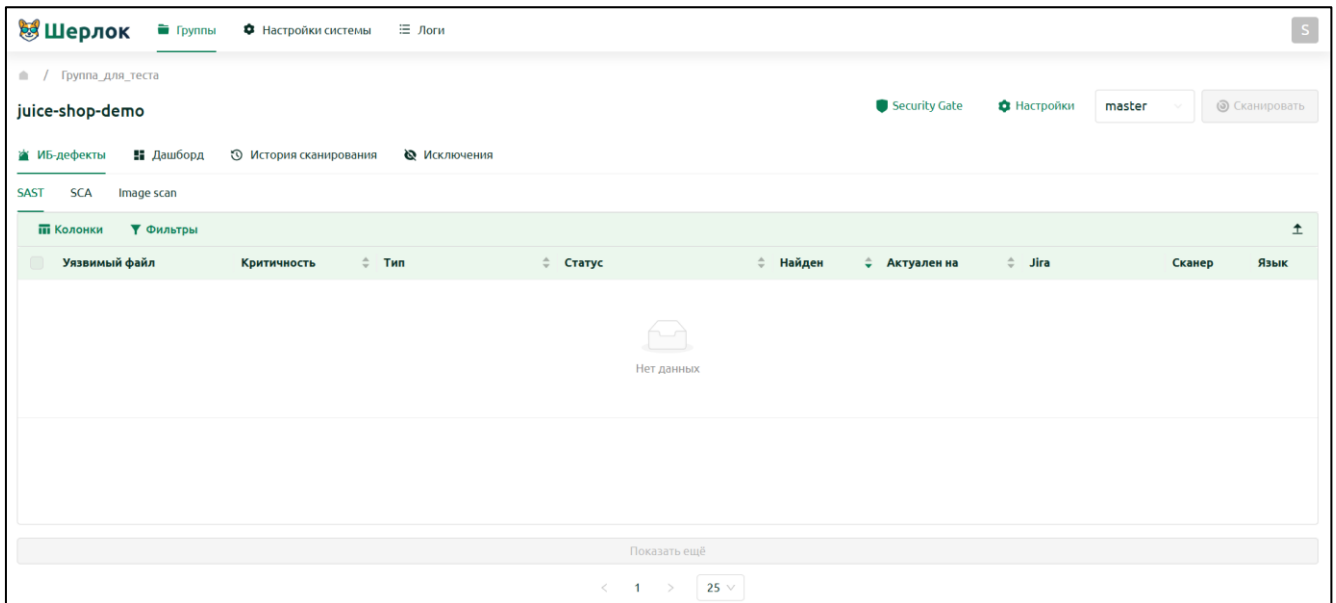 Шерлок Группы Настройки системы Логи S
/ Группа_для_теста
juice-shop-demo Security Gate Настройки master Сканировать
ИБ-дефекты Дашборд История сканирования Исключения
SAST SCA Image scan
Колонки Фильтры
Уязвимый файл Критичность Тип Статус Найден Актуален на Jira Сканер Язык
Нет данных
Показать ещё
< 1 > 25